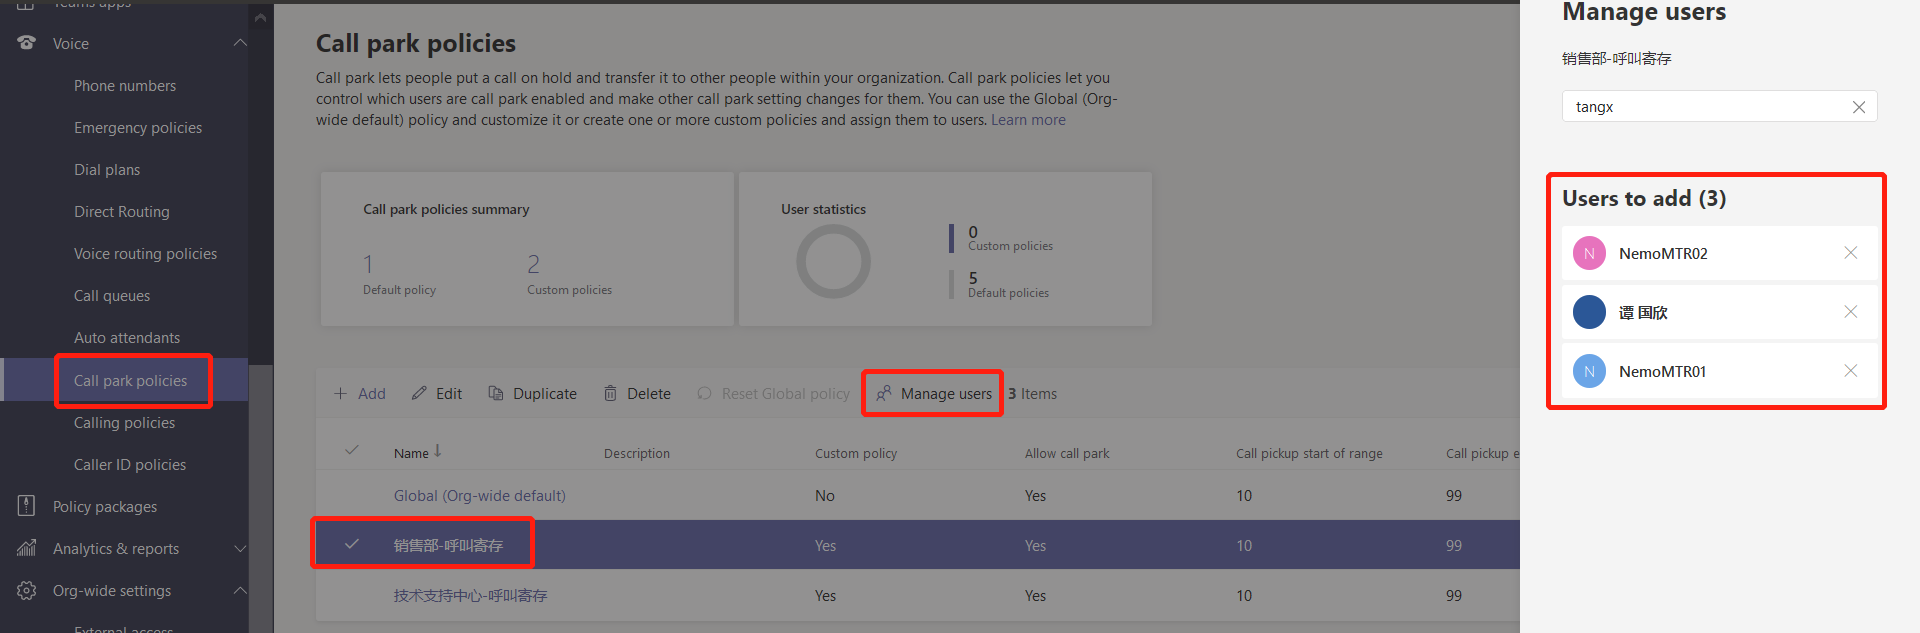 Teams apps
Voice
Phone numbers
Emergency policies
Dial plans
Direct Routing
Voice routing policies
Call queues
Auto attendants
Call park policies
Calling policies
Caller ID policies
Policy packages
Analytics & reports
Org-wide settings
External access
Call park policies
Call park lets people put a call on hold and transfer it to other people within your organization. Call park policies let you
control which users are call park enabled and make other call park setting changes for them. You can use the Global (Org-
wide default) policy and customize it or create one or more custom policies and assign them to users. Learn more
Call park policies summary
1
Default policy
2
Custom policies
User statistics
0
Custom policies
5
Default policies
Add Edit Duplicate Delete Reset Global policy Manage users 3 Items
Name Description Custom policy Allow call park Call pickup start of range Call pickup e
Global (Org-wide default) No Yes 10 99
销售部-呼叫寄存 Yes Yes 10 99
技术支持中心-呼叫寄存 Yes Yes 10 99
Manage users
销售部-呼叫寄存
tangx
Users to add (3)
N NemoMTR02
谭 国欣
N NemoMTR01